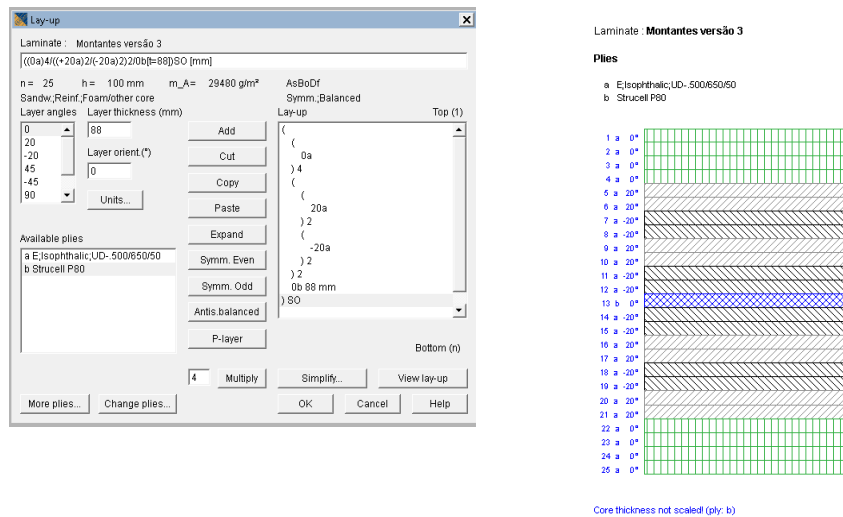 Lay-up
Laminate : Montantes versão 3
((0a)4/((+20a)2/(-20a)2)2/0b[t=88])SO [mm]
n = 25 h = 100 mm m_A= 29480 g/m² AsBoDf
Sandw.;Reinf.;Foam/other core Symm.;Balanced
Layer angles Layer thickness (mm) Lay-up Top (1)
0
20
-20
45
-45
90
88
Layer orient.(°)
0
Units...
Add
Cut
Copy
Paste
Expand
Symm. Even
Symm. Odd
Antis.balanced
P-layer
(
(
0a
) 4
(
(
20a
) 2
(
-20a
) 2
) 2
0b 88 mm
) SO
Available plies
a E;Isophthalic;UD-.500/650/50
b Strucell P80
Bottom (n)
4 Multiply Simplify... View lay-up
More plies... Change plies... OK Cancel Help
Laminate : Montantes versão 3
Plies
a E;Isophthalic;UD-.500/650/50
b Strucell P80
1 a 0°
2 a 0°
3 a 0°
4 a 0°
5 a 20°
6 a 20°
7 a -20°
8 a -20°
9 a 20°
10 a 20°
11 a -20°
12 a -20°
13 b 0°
14 a -20°
15 a -20°
16 a 20°
17 a 20°
18 a -20°
19 a -20°
20 a 20°
21 a 20°
22 a 0°
23 a 0°
24 a 0°
25 a 0°
Core thickness not scaled! (ply: b)